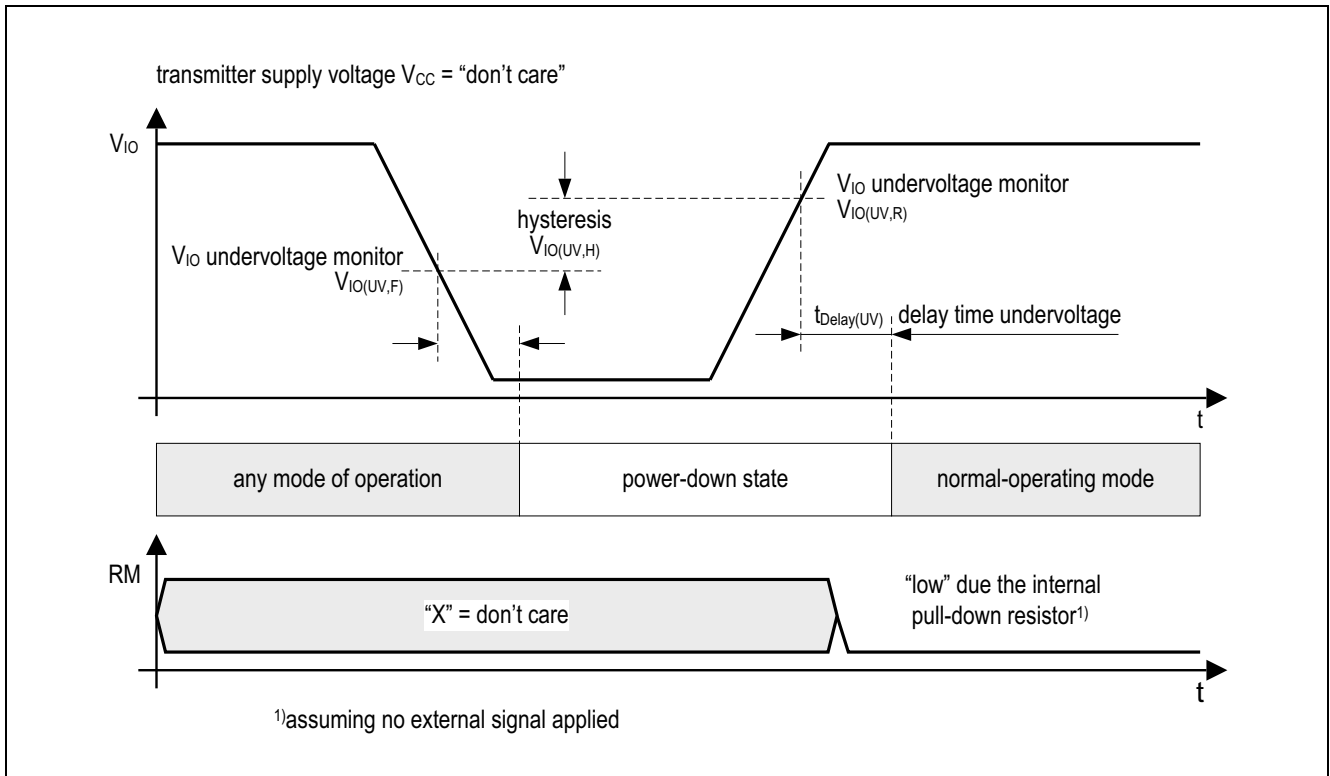 transmitter supply voltage VCC = “don’t care”
VIO
VIO undervoltage monitor
VIO(UV,R)
hysteresis
VIO(UV,H)
VIO undervoltage monitor
VIO(UV,F)
tDelay(UV) delay time undervoltage
t
any mode of operation
power-down state
normal-operating mode
RM
“X” = don’t care
“low” due the internal
pull-down resistor1)
t
1)assuming no external signal applied